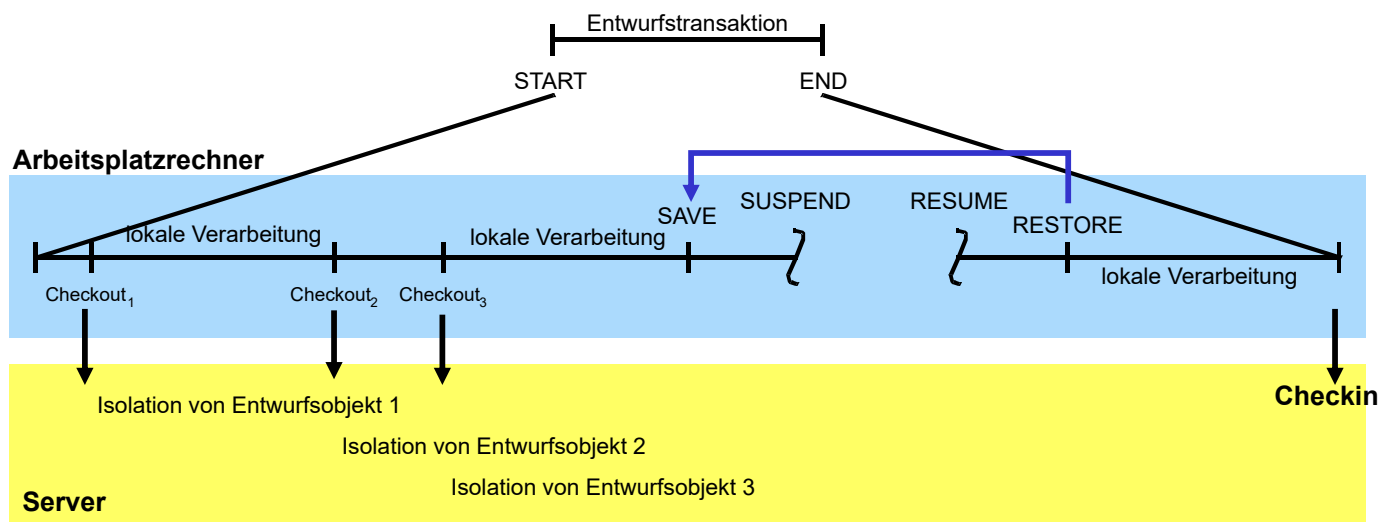 Entwurfstransaktion
START
END
Arbeitsplatzrechner
SUSPEND
RESUME
SAVE
RESTORE
lokale Verarbeitung
lokale Verarbeitung
lokale Verarbeitung
Checkout1
Checkout2
Checkout3
Checkin
Isolation von Entwurfsobjekt 1
Isolation von Entwurfsobjekt 2
Isolation von Entwurfsobjekt 3
Server